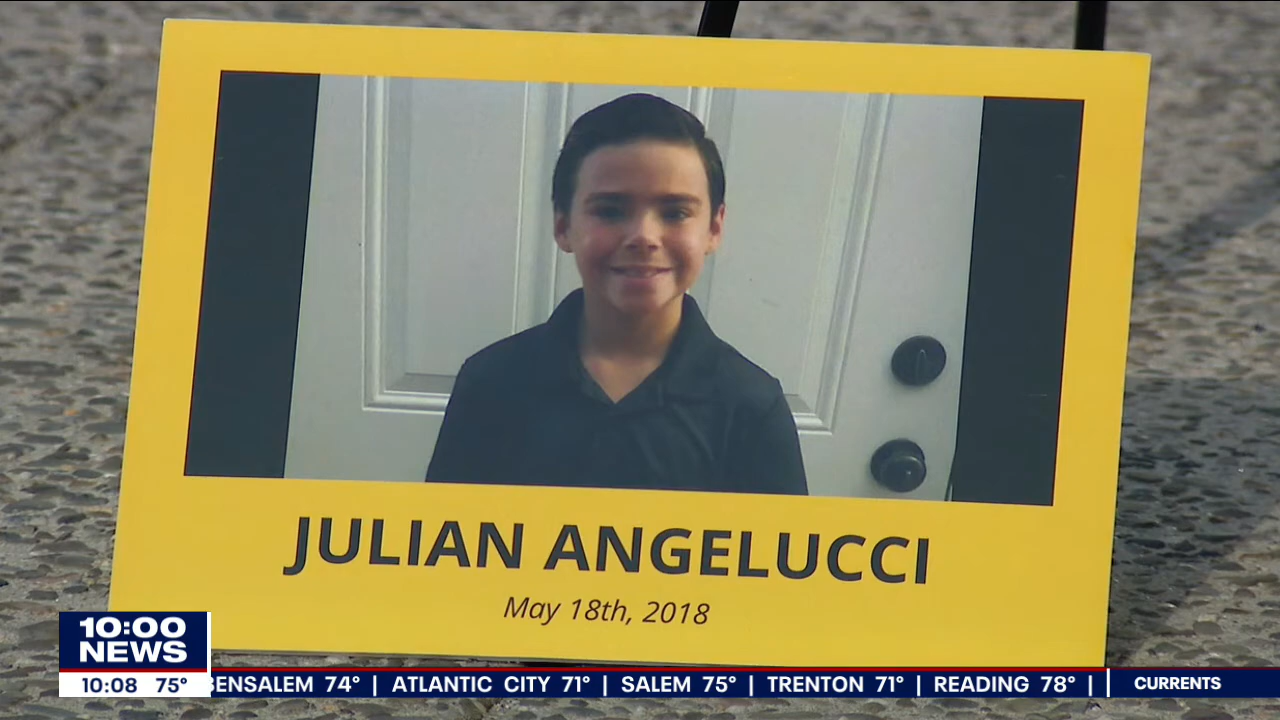 JULIAN ANGELUCCI
May 18th, 2018
10:00
NEWS
10:08 75° BENSALEM 74° | ATLANTIC CITY 71° | SALEM 75° | TRENTON 71° | READING 78° | CURRENTS